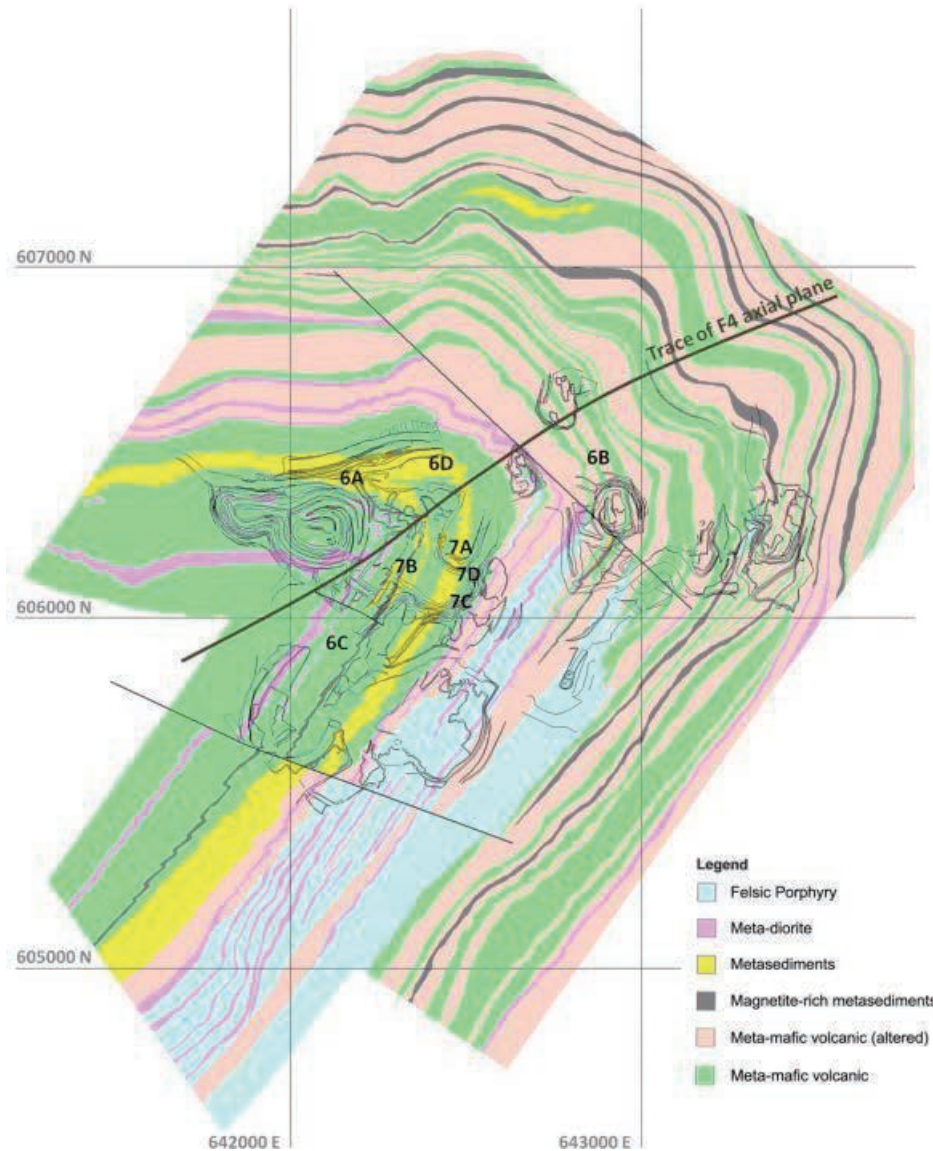 607000 N
Trace of F4 axial plane
6A
6D
6B
7A
7B
7D
7C
606000 N
6C
Legend
Felsic Porphyry
Meta-diorite
Metasediments
605000 N
Magnetite-rich metasediments
Meta-mafic volcanic (altered)
Meta-mafic volcanic
642000 E
643000 E